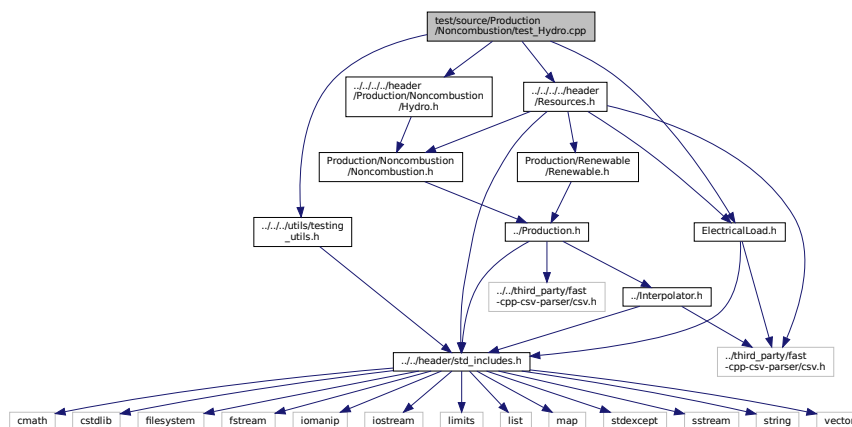 test/source/Production
/Noncombustion/test_Hydro.cpp
../../../../header
/Production/Noncombustion
/Hydro.h
../../../../header
/Resources.h
Production/Noncombustion
/Noncombustion.h
Production/Renewable
/Renewable.h
../../../utils/testing
_utils.h
../Production.h
ElectricalLoad.h
../../third_party/fast
-cpp-csv-parser/csv.h
../Interpolator.h
../../header/std_includes.h
../third_party/fast
-cpp-csv-parser/csv.h
cmath
cstdlib
filesystem
fstream
iomanip
iostream
limits
list
map
stdexcept
sstream
string
vector